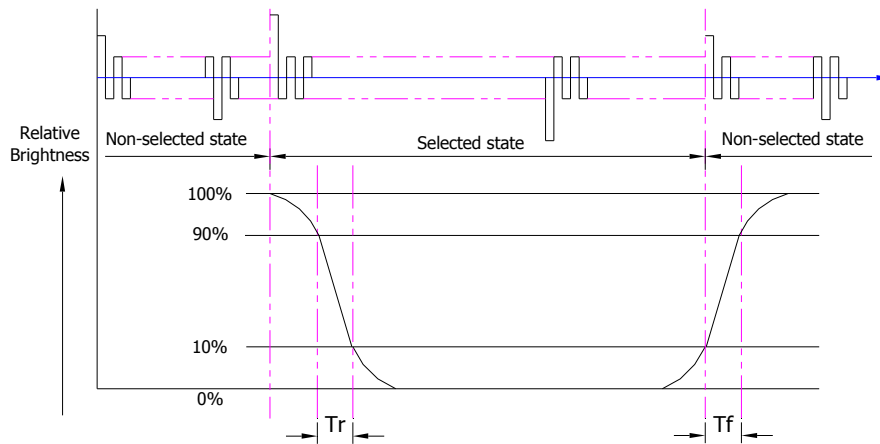 Relative
Brightness
Non-selected state
Selected state
Non-selected state
100%
90%
10%
0%
Tr
Tf